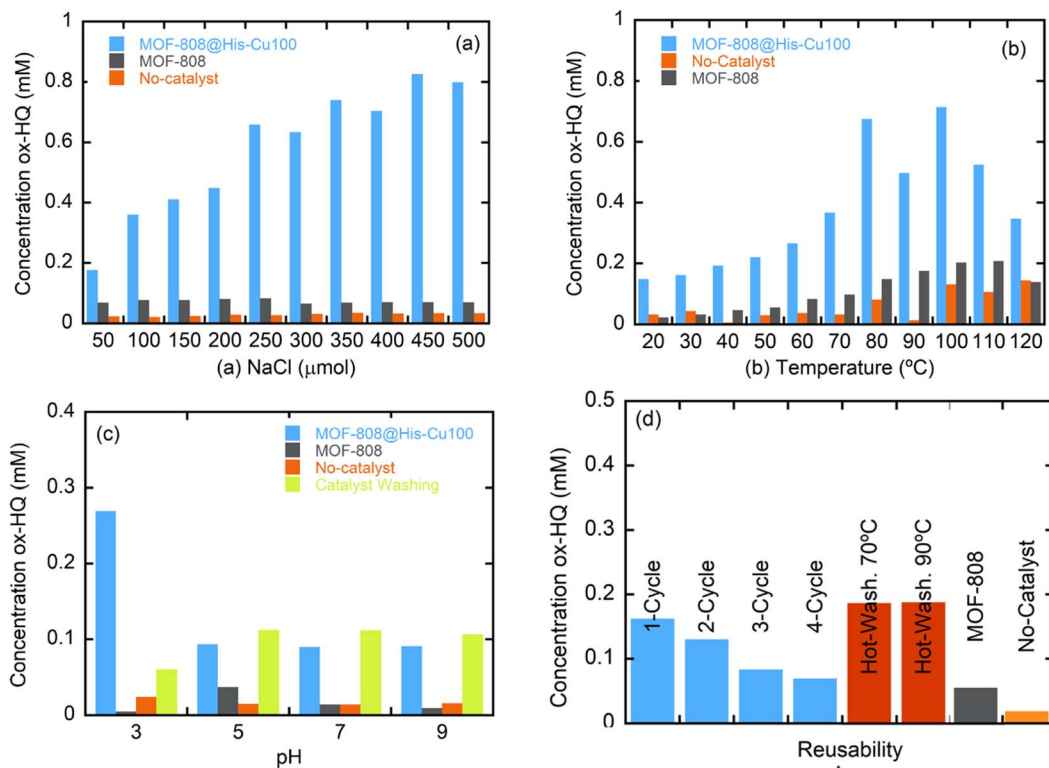 MOF-808@His-Cu100
MOF-808
No-catalyst
(a)
Concentration ox-HQ (mM)
1
0.8
0.6
0.4
0.2
0
50 100 150 200 250 300 350 400 450 500
(a) NaCl (μmol)
MOF-808@His-Cu100
No-Catalyst
MOF-808
(b)
Concentration ox-HQ (mM)
1
0.8
0.6
0.4
0.2
0
20 30 40 50 60 70 80 90 100 110 120
(b) Temperature (ºC)
(c)
MOF-808@His-Cu100
MOF-808
No-catalyst
Catalyst Washing
Concentration ox-HQ (mM)
0.4
0.3
0.2
0.1
0
3 5 7 9
pH
(d)
Concentration ox-HQ (mM)
0.5
0.4
0.3
0.2
0.1
0
1-Cycle
2-Cycle
3-Cycle
4-Cycle
Hot-Wash. 70ºC
Hot-Wash. 90ºC
MOF-808
No-Catalyst
Reusability